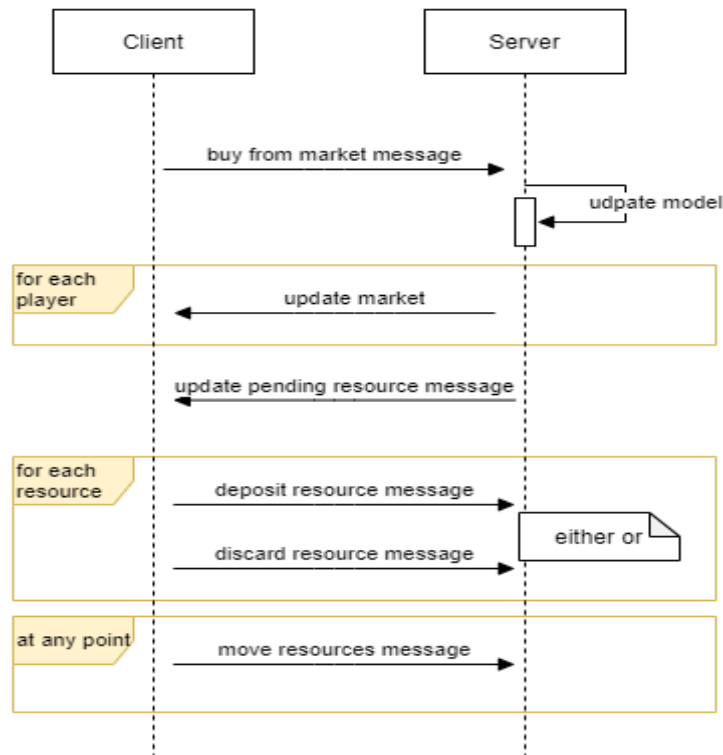 Client
Server
buy from market message
udpate model
for each
player
update market
update pending resource message
for each
resource
deposit resource message
either or
discard resource message
at any point
move resources message